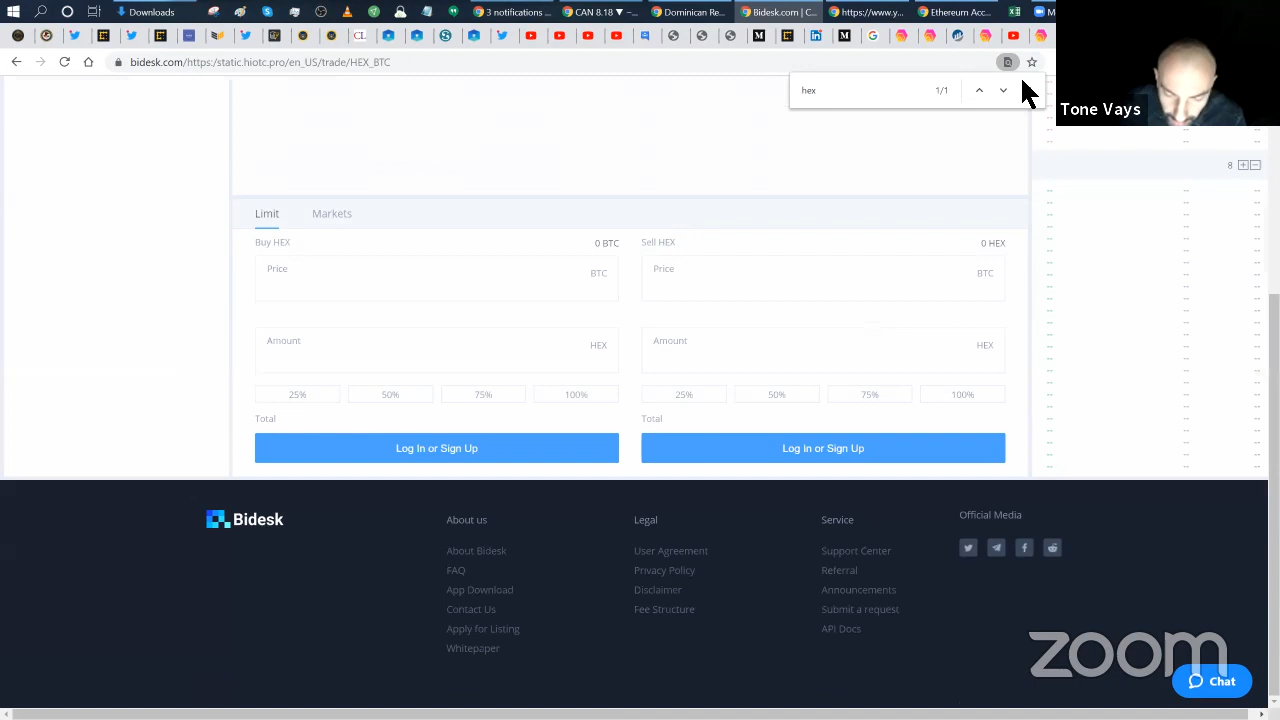 Downloads
3 notifications
CAN 8.18 ▼
Dominican Re
Bidesk.com | C
https://www.y
Ethereum Acc
bidesk.com/https://static.hiotc.pro/en_US/trade/HEX_BTC
hex
1/1
Tone Vays
8
Limit
Markets
Buy HEX
0 BTC
Sell HEX
0 HEX
Price
BTC
Price
BTC
Amount
HEX
Amount
HEX
25%
50%
75%
100%
25%
50%
75%
100%
Total
Total
Log In or Sign Up
Log In or Sign Up
Bidesk
About us
Legal
Service
Official Media
About Bidesk
User Agreement
Support Center
FAQ
Privacy Policy
Referral
App Download
Disclaimer
Announcements
Contact Us
Fee Structure
Submit a request
Apply for Listing
API Docs
Whitepaper
zoom
Chat